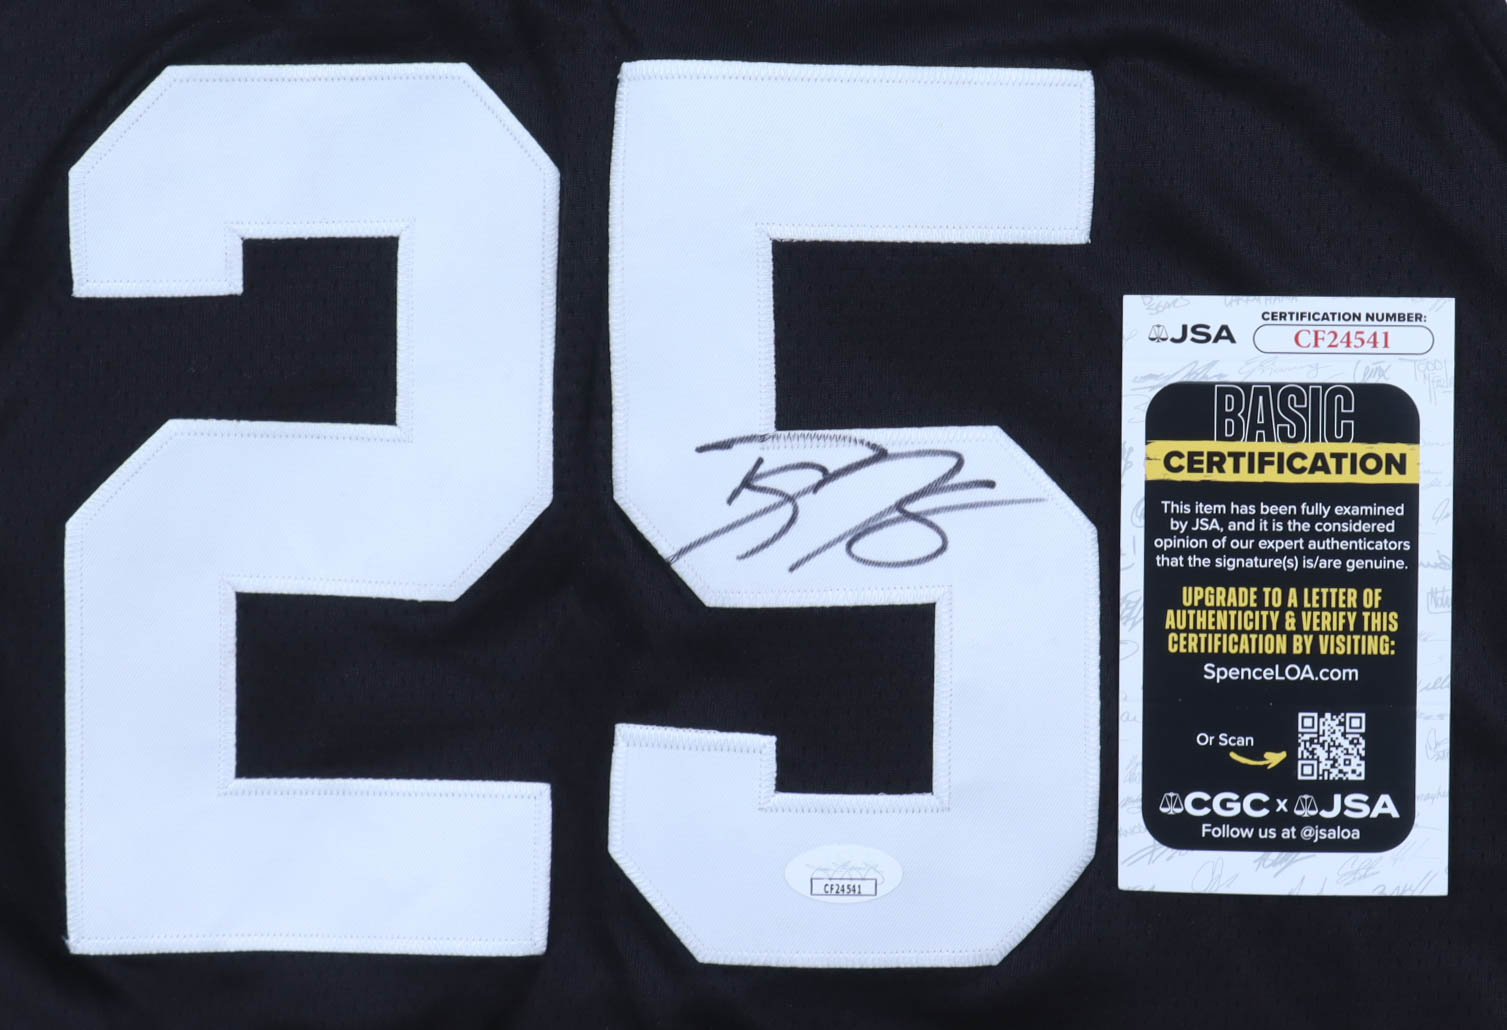 25
JSA
CERTIFICATION NUMBER:
CF24541
BASIC
CERTIFICATION
This item has been fully examined
by JSA, and it is the considered
opinion of our expert authenticators
that the signature(s) is/are genuine.
UPGRADE TO A LETTER OF
AUTHENTICITY & VERIFY THIS
CERTIFICATION BY VISITING:
SpenceLOA.com
Or Scan
CGC x JSA
Follow us at @jsaloa
CF24541